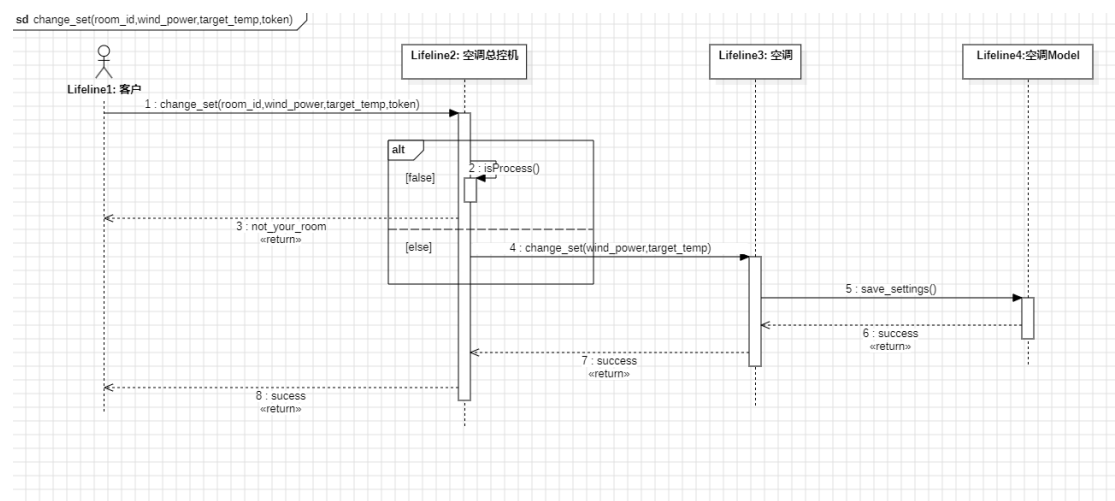 sd change_set(room_id,wind_power,target_temp,token)
Lifeline1: 客户
Lifeline2: 空调总控机
Lifeline3: 空调
Lifeline4:空调Model
1 : change_set(room_id,wind_power,target_temp,token)
alt
2 : isProcess()
[false]
3 : not_your_room
«return»
[else]
4 : change_set(wind_power,target_temp)
5 : save_settings()
6 : success
«return»
7 : success
«return»
8 : sucess
«return»